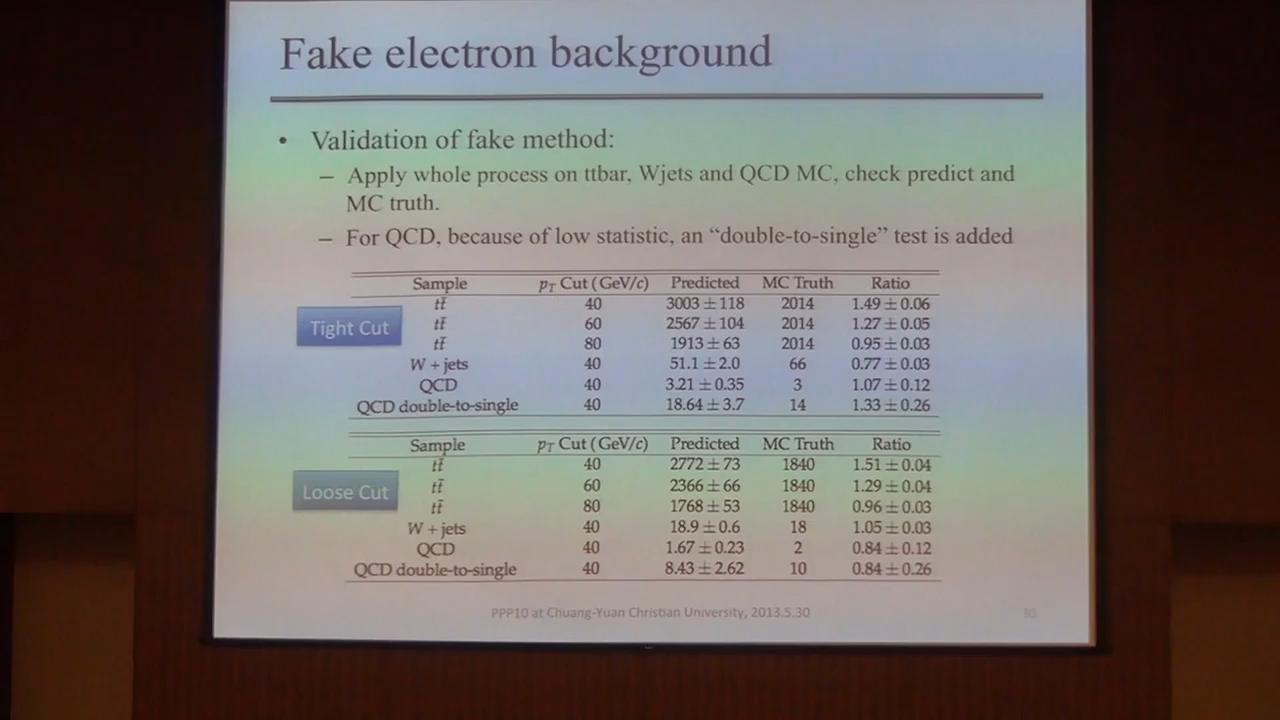 Fake electron background
• Validation of fake method:
– Apply whole process on ttbar, Wjets and QCD MC, check predict and
MC truth.
– For QCD, because of low statistic, an “double-to-single” test is added
Tight Cut
Sample pT Cut (GeV/c) Predicted MC Truth Ratio
tt̄ 40 3003 ± 118 2014 1.49 ± 0.06
tt̄ 60 2567 ± 104 2014 1.27 ± 0.05
tt̄ 80 1913 ± 63 2014 0.95 ± 0.03
W + jets 40 51.1 ± 2.0 66 0.77 ± 0.03
QCD 40 3.21 ± 0.35 3 1.07 ± 0.12
QCD double-to-single 40 18.64 ± 3.7 14 1.33 ± 0.26
Loose Cut
Sample pT Cut (GeV/c) Predicted MC Truth Ratio
tt̄ 40 2772 ± 73 1840 1.51 ± 0.04
tt̄ 60 2366 ± 66 1840 1.29 ± 0.04
tt̄ 80 1768 ± 53 1840 0.96 ± 0.03
W + jets 40 18.9 ± 0.6 18 1.05 ± 0.03
QCD 40 1.67 ± 0.23 2 0.84 ± 0.12
QCD double-to-single 40 8.43 ± 2.62 10 0.84 ± 0.26
PPP10 at Chuang-Yuan Christian University, 2013.5.30